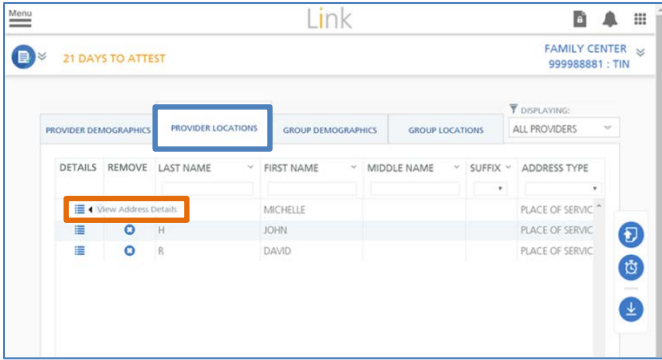 Menu
Link
21 DAYS TO ATTEST
FAMILY CENTER
999988881 : TIN
DISPLAYING:
PROVIDER DEMOGRAPHICS PROVIDER LOCATIONS GROUP DEMOGRAPHICS GROUP LOCATIONS ALL PROVIDERS
DETAILS REMOVE LAST NAME FIRST NAME MIDDLE NAME SUFFIX ADDRESS TYPE
View Address Details MICHELLE PLACE OF SERVIC
H JOHN PLACE OF SERVIC
R DAVID PLACE OF SERVIC